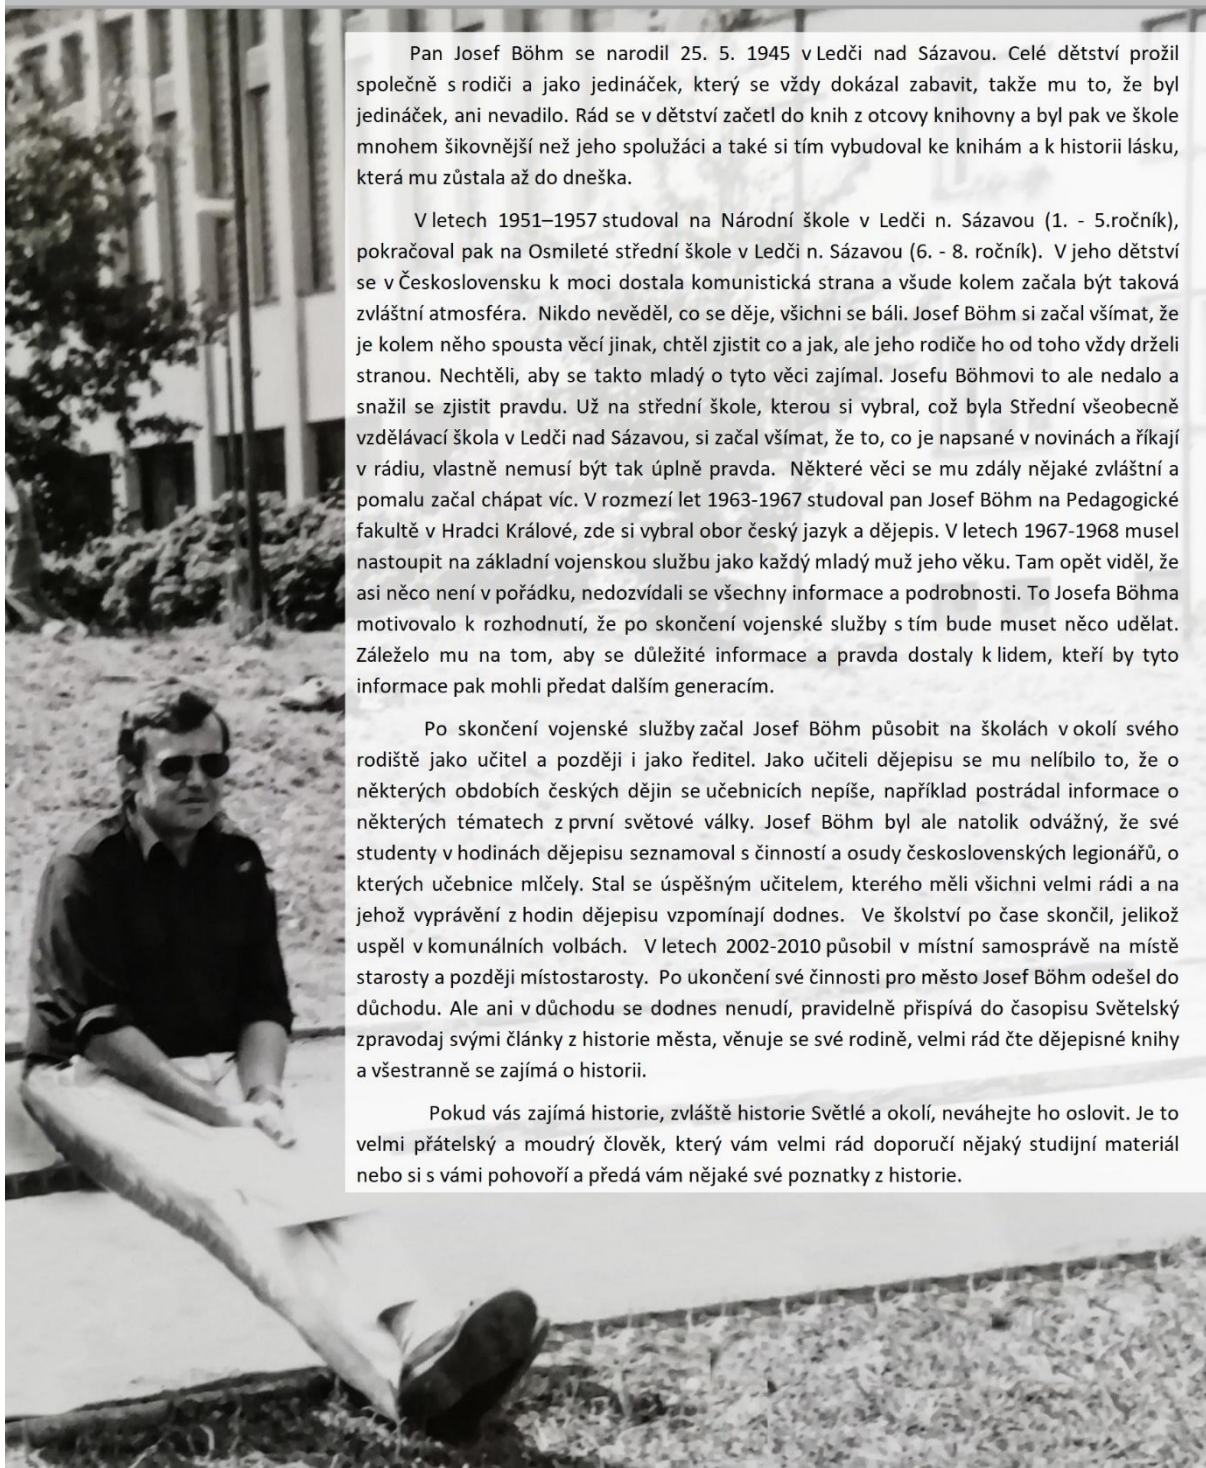 Pan Josef Böhm se narodil 25. 5. 1945 v Ledči nad Sázavou. Celé dětství prožil
společně s rodiči a jako jedináček, který se vždy dokázal zabavit, takže mu to, že byl
jedináček, ani nevadilo. Rád se v dětství začetl do knih z otcovy knihovny a byl pak ve škole
mnohem šikovnější než jeho spolužáci a také si tím vybudoval ke knihám a k historii lásku,
která mu zůstala až do dneška.
V letech 1951–1957 studoval na Národní škole v Ledči n. Sázavou (1. - 5.ročník),
pokračoval pak na Osmileté střední škole v Ledči n. Sázavou (6. - 8. ročník). V jeho dětství
se v Československu k moci dostala komunistická strana a všude kolem začala být taková
zvláštní atmosféra. Nikdo nevěděl, co se děje, všichni se báli. Josef Böhm si začal všímat, že
je kolem něho spousta věcí jinak, chtěl zjistit co a jak, ale jeho rodiče ho od toho vždy drželi
stranou. Nechtěli, aby se takto mladý o tyto věci zajímal. Josefu Böhmovi to ale nedalo a
snažil se zjistit pravdu. Už na střední škole, kterou si vybral, což byla Střední všeobecně
vzdělávací škola v Ledči nad Sázavou, si začal všímat, že to, co je napsané v novinách a říkají
v rádiu, vlastně nemusí být tak úplně pravda. Některé věci se mu zdály nějaké zvláštní a
pomalu začal chápat víc. V rozmezí let 1963-1967 studoval pan Josef Böhm na Pedagogické
fakultě v Hradci Králové, zde si vybral obor český jazyk a dějepis. V letech 1967-1968 musel
nastoupit na základní vojenskou službu jako každý mladý muž jeho věku. Tam opět viděl, že
asi něco není v pořádku, nedozvídali se všechny informace a podrobnosti. To Josefa Böhma
motivovalo k rozhodnutí, že po skončení vojenské služby s tím bude muset něco udělat.
Záleželo mu na tom, aby se důležité informace a pravda dostaly k lidem, kteří by tyto
informace pak mohli předat dalším generacím.
Po skončení vojenské služby začal Josef Böhm působit na školách v okolí svého
rodiště jako učitel a později i jako ředitel. Jako učiteli dějepisu se mu nelíbilo to, že o
některých obdobích českých dějin se učebnicích nepíše, například postrádal informace o
některých tématech z první světové války. Josef Böhm byl ale natolik odvážný, že své
studenty v hodinách dějepisu seznamoval s činností a osudy československých legionářů, o
kterých učebnice mlčely. Stal se úspěšným učitelem, kterého měli všichni velmi rádi a na
jehož vyprávění z hodin dějepisu vzpomínají dodnes. Ve školství po čase skončil, jelikož
uspěl v komunálních volbách. V letech 2002-2010 působil v místní samosprávě na místě
starosty a později místostarosty. Po ukončení své činnosti pro město Josef Böhm odešel do
důchodu. Ale ani v důchodu se dodnes nenudí, pravidelně přispívá do časopisu Světelský
zpravodaj svými články z historie města, věnuje se své rodině, velmi rád čte dějepisné knihy
a všestranně se zajímá o historii.
Pokud vás zajímá historie, zvláště historie Světlé a okolí, neváhejte ho oslovit. Je to
velmi přátelský a moudrý člověk, který vám velmi rád doporučí nějaký studijní materiál
nebo si s vámi pohovoří a předá vám nějaké své poznatky z historie.